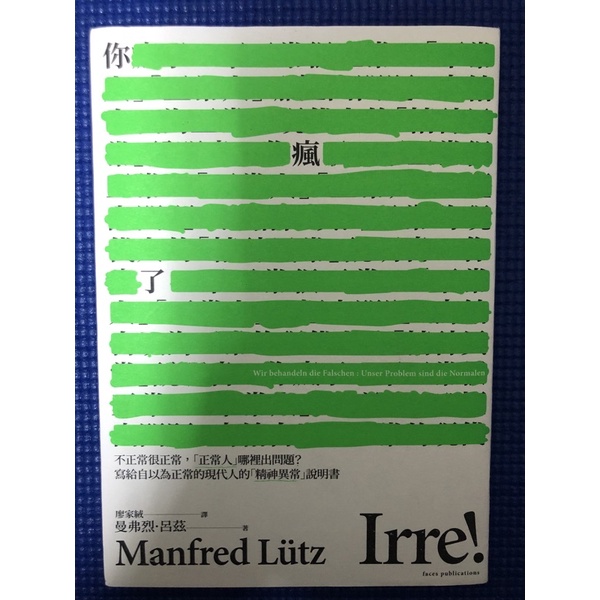 你
瘋
了
Wir behandeln die Falschen : Unser Problem sind die Normalen
不正常很正常，「正常人」哪裡出問題？
寫給自以為正常的現代人的「精神異常」說明書
廖家絨 譯
曼弗烈·呂茲 著
Manfred Lütz
Irre!
faces publications